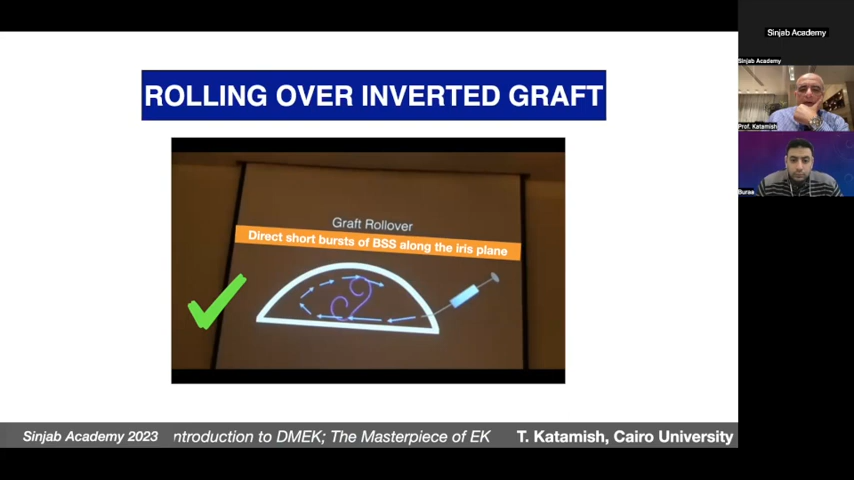 ROLLING OVER INVERTED GRAFT
Graft Rollover
Direct short bursts of BSS along the iris plane
Sinjab Academy 2023
ntroduction to DMEK; The Masterpiece of EK
T. Katamish, Cairo University
Sinjab Academy
Sinjab Academy
Prof. Katamish
Burae